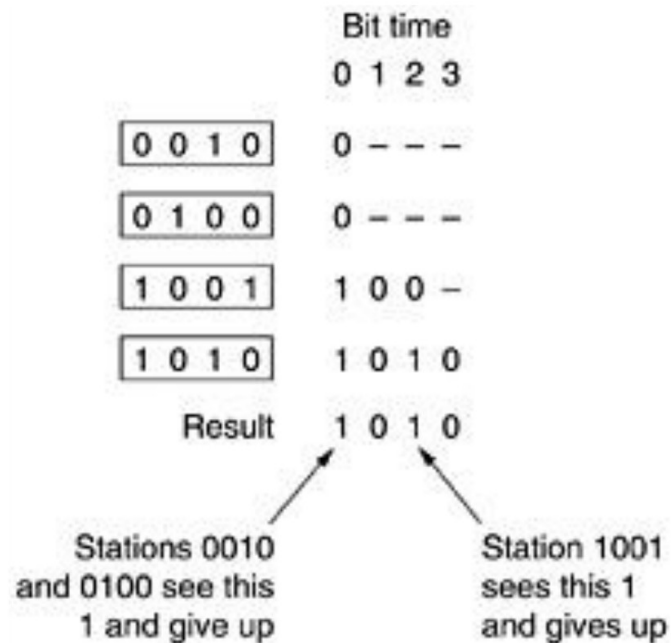 Bit time
0 1 2 3
0 0 1 0 0 – – –
0 1 0 0 0 – – –
1 0 0 1 1 0 0 –
1 0 1 0 1 0 1 0
Result 1 0 1 0
Stations 0010
and 0100 see this
1 and give up
Station 1001
sees this 1
and gives up